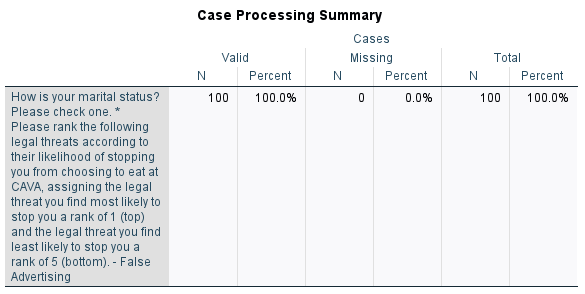 Case Processing Summary
Cases
Valid Missing Total
N Percent N Percent N Percent
How is your marital status?
Please check one. *
Please rank the following
legal threats according to
their likelihood of stopping
you from choosing to eat at
CAVA, assigning the legal
threat you find most likely to
stop you a rank of 1 (top)
and the legal threat you find
least likely to stop you a
rank of 5 (bottom). - False
Advertising
100 100.0% 0 0.0% 100 100.0%